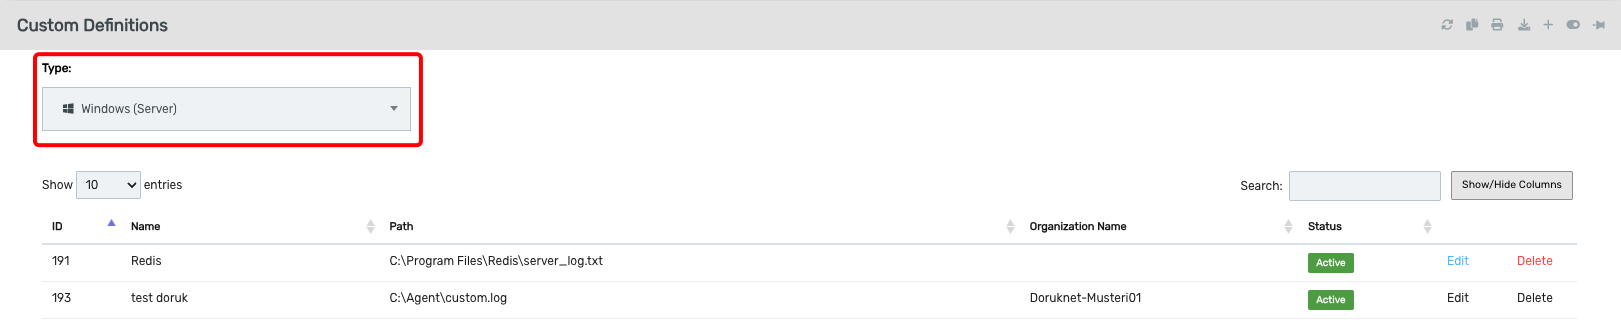 Custom Definitions
Type:
Windows (Server)
Show 10 entries
Search:
Show/Hide Columns
ID Name Path Organization Name Status
191 Redis C:\Program Files\Redis\server_log.txt Active Edit Delete
193 test doruk C:\Agent\custom.log Doruknet-Musteri01 Active Edit Delete